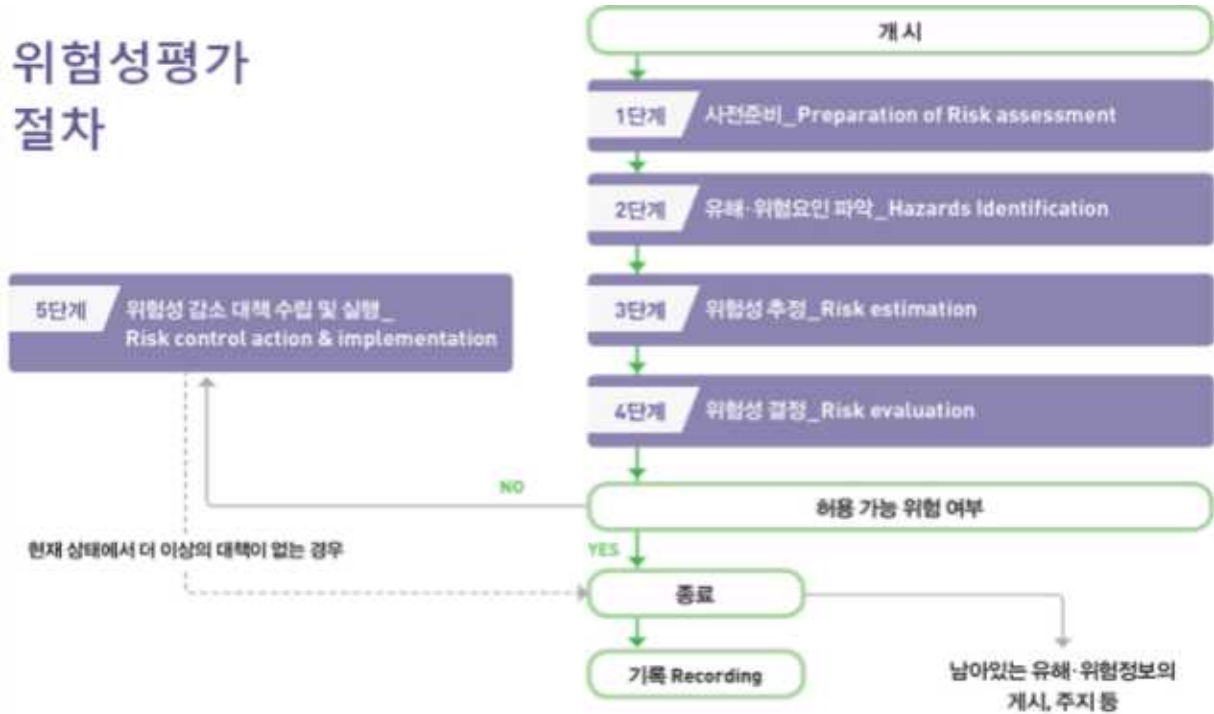 위험성평가
절차
개 시
1단계 사전준비_Preparation of Risk assessment
2단계 유해·위험요인 파악_Hazards Identification
3단계 위험성 추정_Risk estimation
4단계 위험성 결정_Risk evaluation
5단계 위험성 감소 대책 수립 및 실행_
Risk control action & implementation
NO
허용 가능 위험 여부
현재 상태에서 더 이상의 대책이 없는 경우
YES
종료
기록 Recording
남아있는 유해·위험정보의
게시, 주지 등